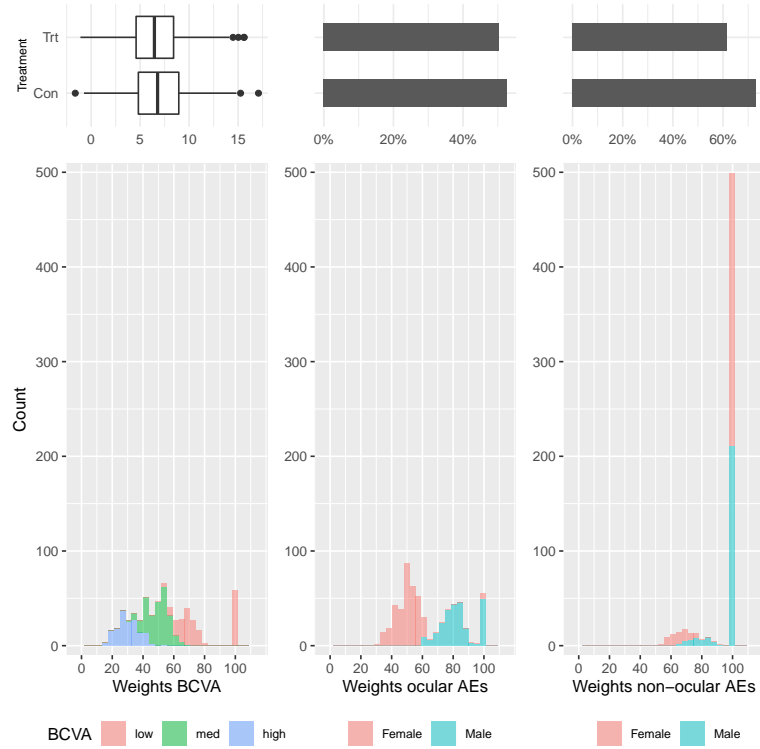 Treatment
Trt
Con
0 5 10 15
0% 20% 40%
0% 20% 40% 60%
Count
500
400
300
200
100
0
20 40 60 80 100
0
Weights BCVA
500
400
300
200
100
0
20 40 60 80 100
0
Weights ocular AEs
500
400
300
200
100
0
20 40 60 80 100
0
Weights non−ocular AEs
BCVA low med high
Female Male
Female Male